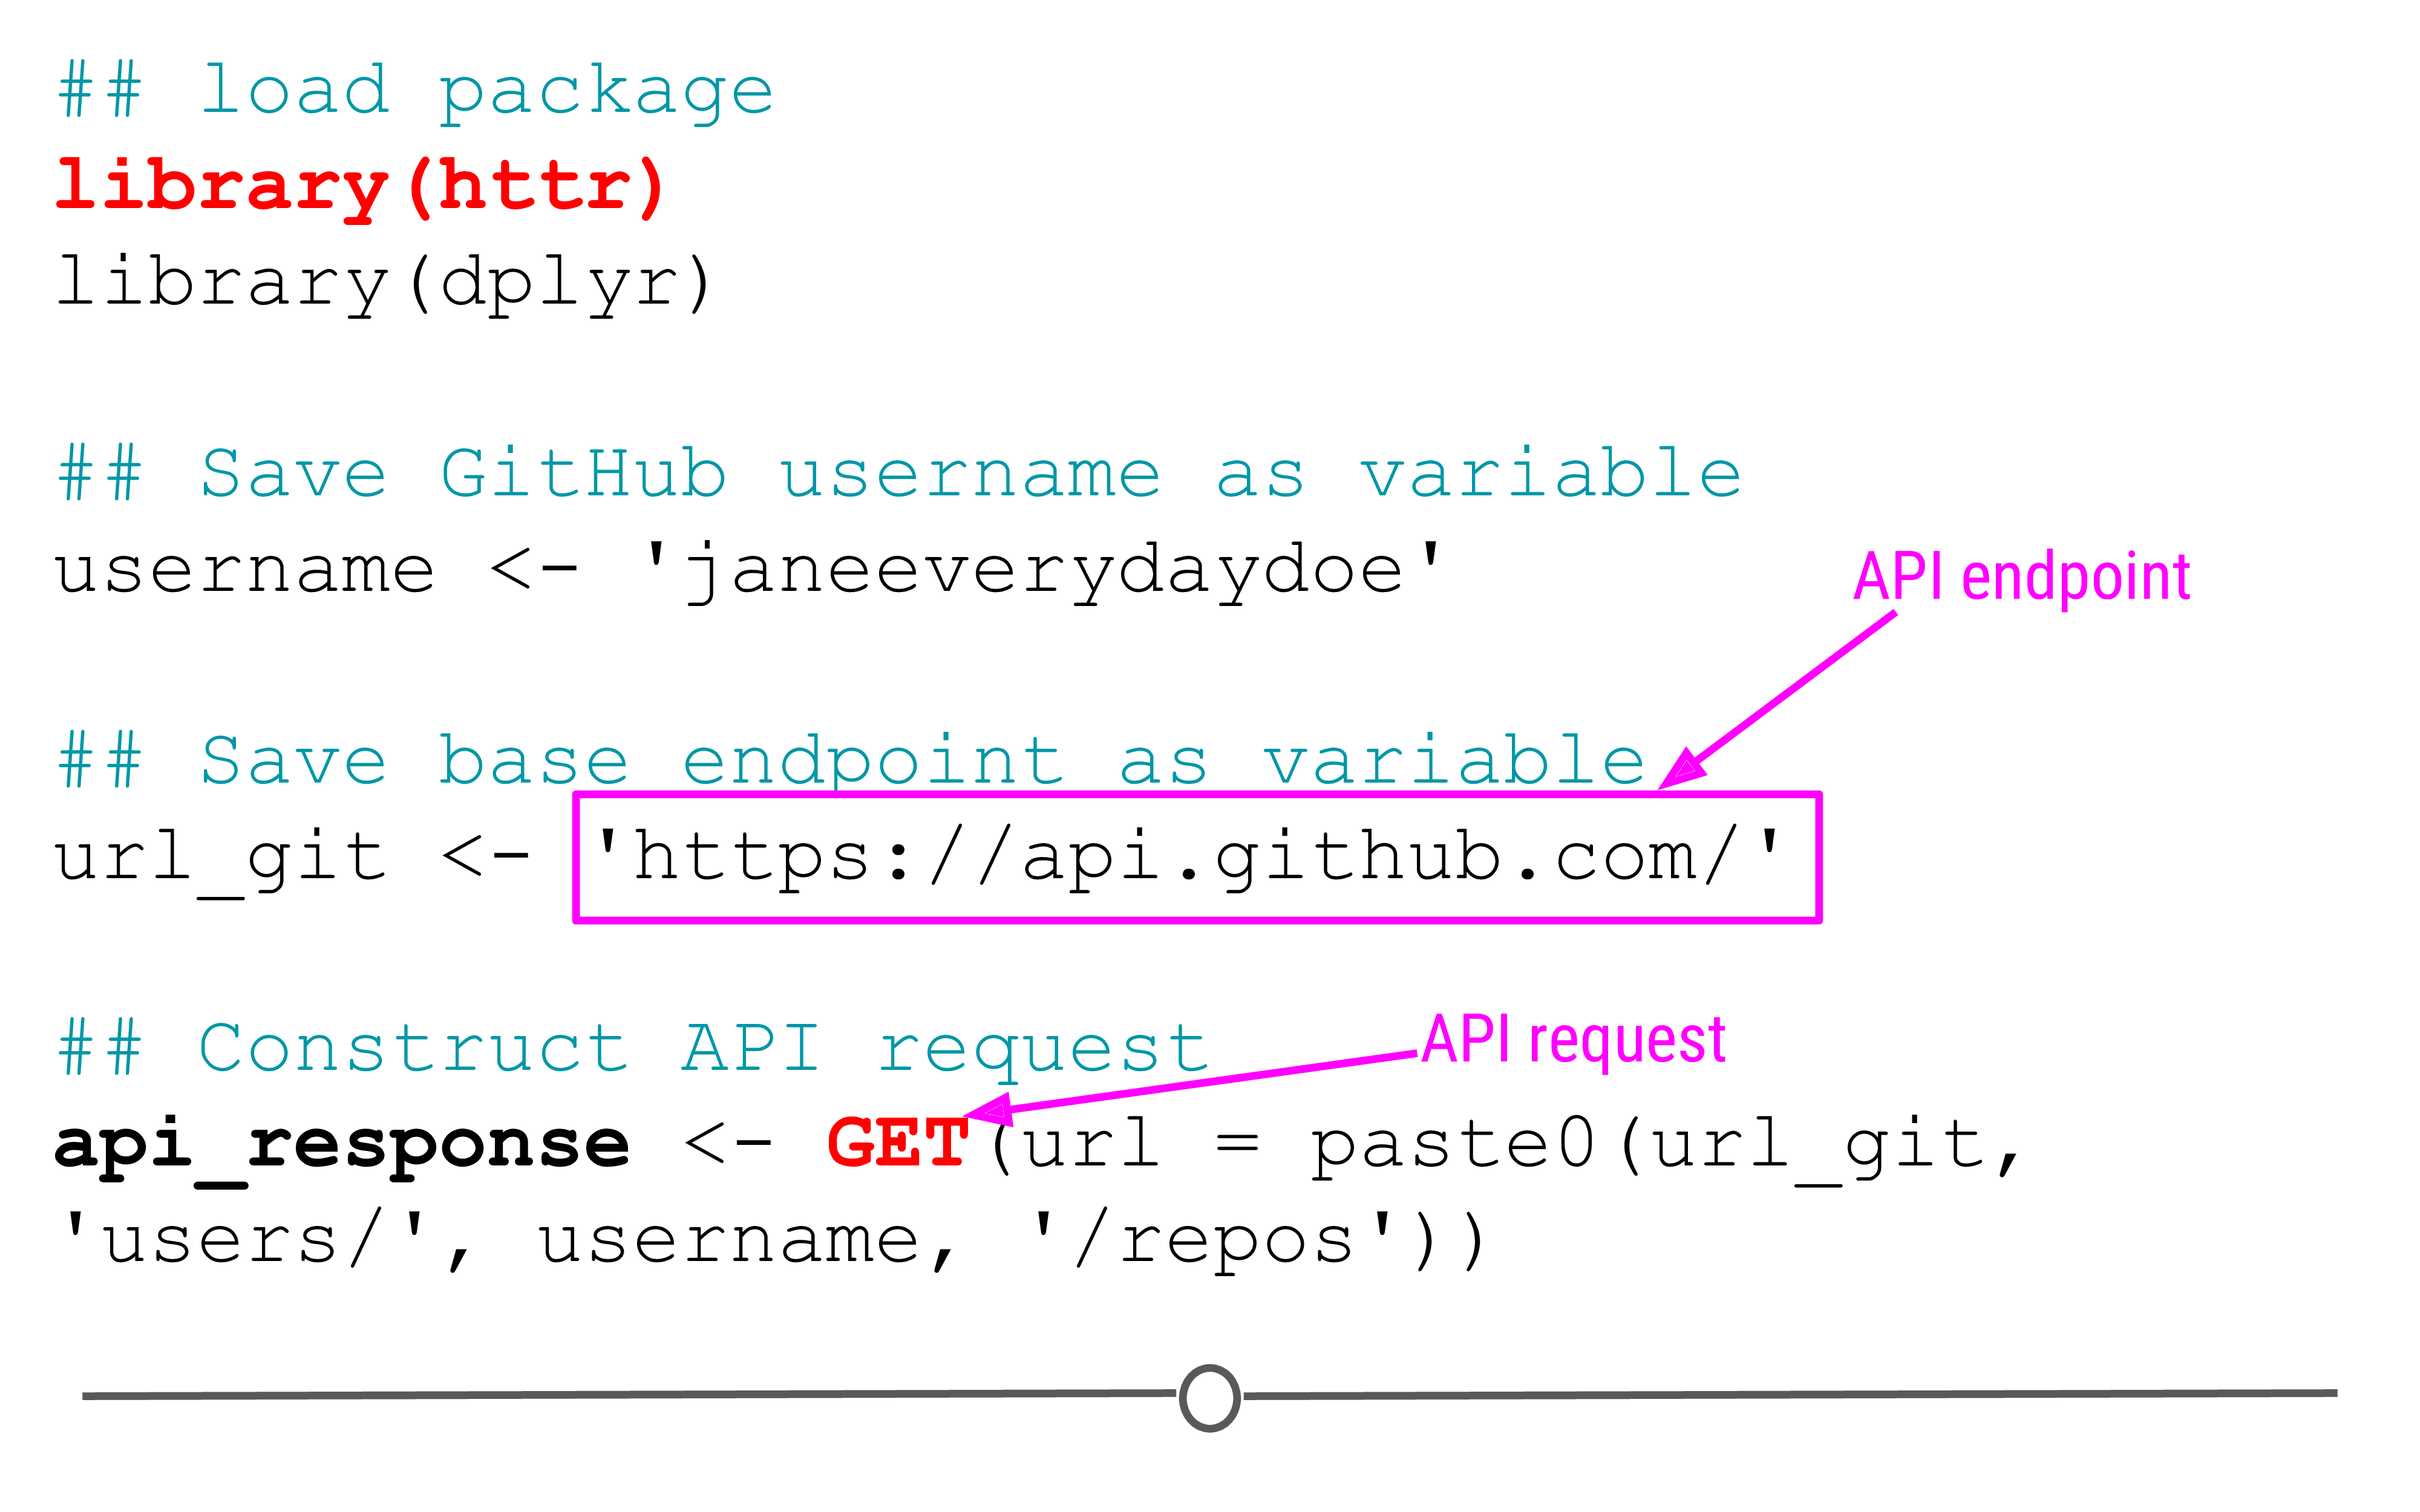 ## load package
library(httr)
library(dplyr)
## Save GitHub username as variable
username <- 'janeeverydaydoe'
API endpoint
## Save base endpoint as variable
url_git <- 'https://api.github.com/'
## Construct API request
API request
api_response <- GET(url = paste0(url_git,
'users/', username, '/repos'))